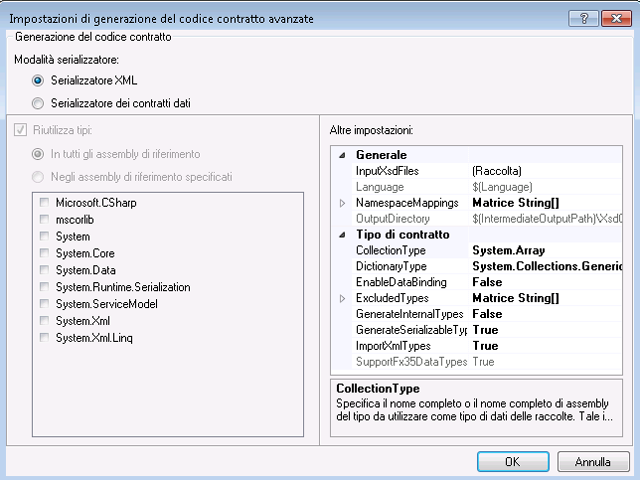 Impostazioni di generazione del codice contratto avanzate
Generazione del codice contratto
Modalità serializzatore:
Serializzatore XML
Serializzatore dei contratti dati
Riutilizza tipi:
In tutti gli assembly di riferimento
Negli assembly di riferimento specificati
Microsoft.CSharp
mscorlib
System
System.Core
System.Data
System.Runtime.Serialization
System.ServiceModel
System.Xml
System.Xml.Linq
Altre impostazioni:
Generale
InputXsdFiles (Raccolta)
Language $(Language)
NamespaceMappings Matrice String[]
OutputDirectory $(IntermediateOutputPath)\XsdG
Tipo di contratto
CollectionType System.Array
DictionaryType System.Collections.Generic
EnableDataBinding False
ExcludedTypes Matrice String[]
GenerateInternalTypes False
GenerateSerializableTyp True
ImportXmlTypes True
SupportFx35DataTypes True
CollectionType
Specifica il nome completo o il nome completo di assembly
del tipo da utilizzare come tipo di dati delle raccolte. Tale i...
OK
Annulla